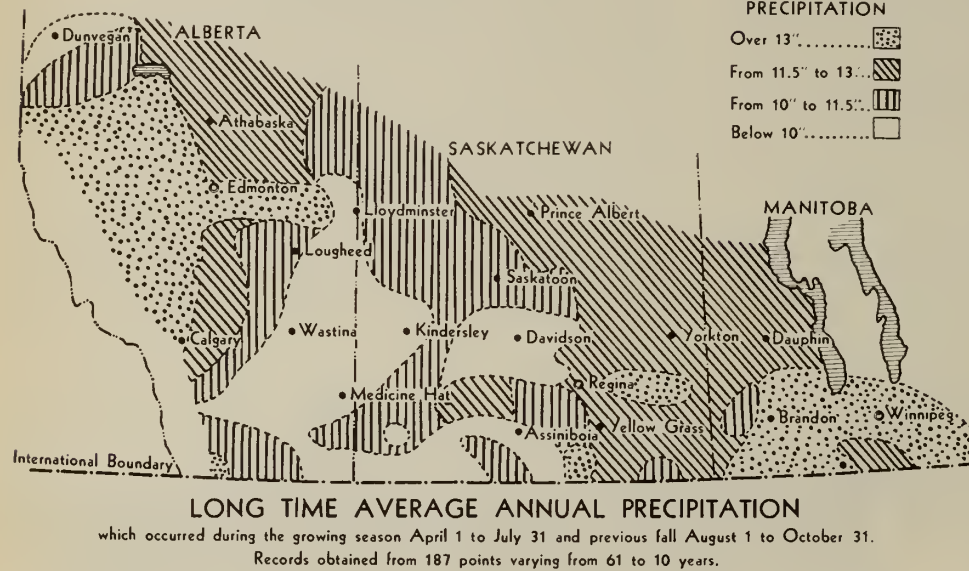 PRECIPITATION
Over 13"
From 11.5" to 13"
From 10" to 11.5"
Below 10"
Dunvegan
ALBERTA
Athabaska
SASKATCHEWAN
Edmonton
Lloydminster
Prince Albert
MANITOBA
Lougheed
Saskatoon
Calgary
Wastina
Kindersley
Davidson
Yorkton
Dauphin
Regina
Medicine Hat
Brandon
Winnipeg
Assiniboia
Yellow Grass
International Boundary
LONG TIME AVERAGE ANNUAL PRECIPITATION
which occurred during the growing season April 1 to July 31 and previous fall August 1 to October 31.
Records obtained from 187 points varying from 61 to 10 years.